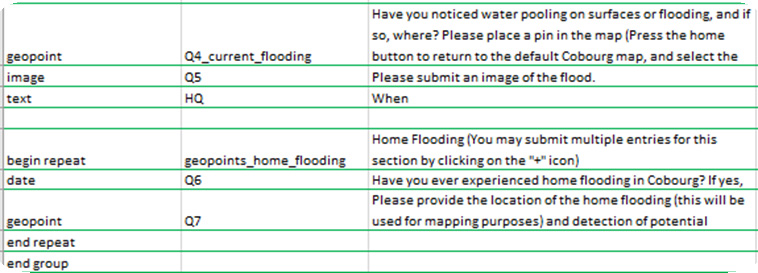 Have you noticed water pooling on surfaces or flooding, and if
so, where? Please place a pin in the map (Press the home
geopoint Q4_current_flooding button to return to the default Cobourg map, and select the
image Q5 Please submit an image of the flood.
text HQ When
Home Flooding (You may submit multiple entries for this
begin repeat geopoints_home_flooding section by clicking on the "+" icon)
date Q6 Have you ever experienced home flooding in Cobourg? If yes,
Please provide the location of the home flooding (this will be
geopoint Q7 used for mapping purposes) and detection of potential
end repeat
end group